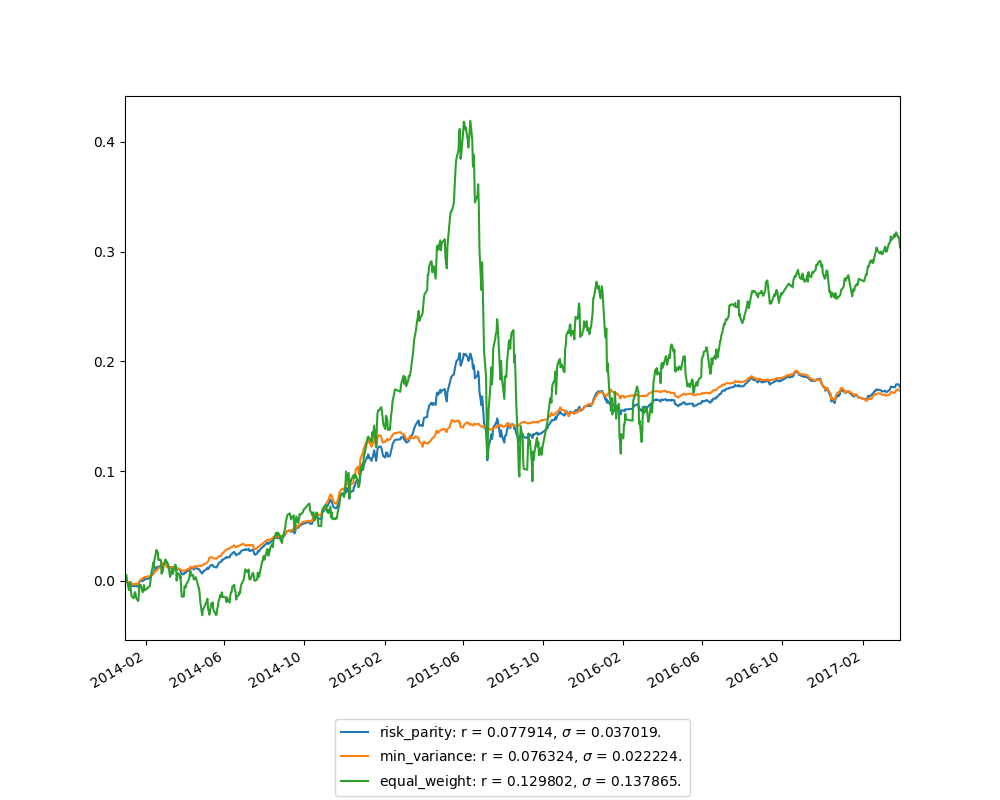 0.4
0.3
0.2
0.1
0.0
2014-02 2014-06 2014-10 2015-02 2015-06 2015-10 2016-02 2016-06 2016-10 2017-02
risk_parity: r = 0.077914, σ = 0.037019.
min_variance: r = 0.076324, σ = 0.022224.
equal_weight: r = 0.129802, σ = 0.137865.